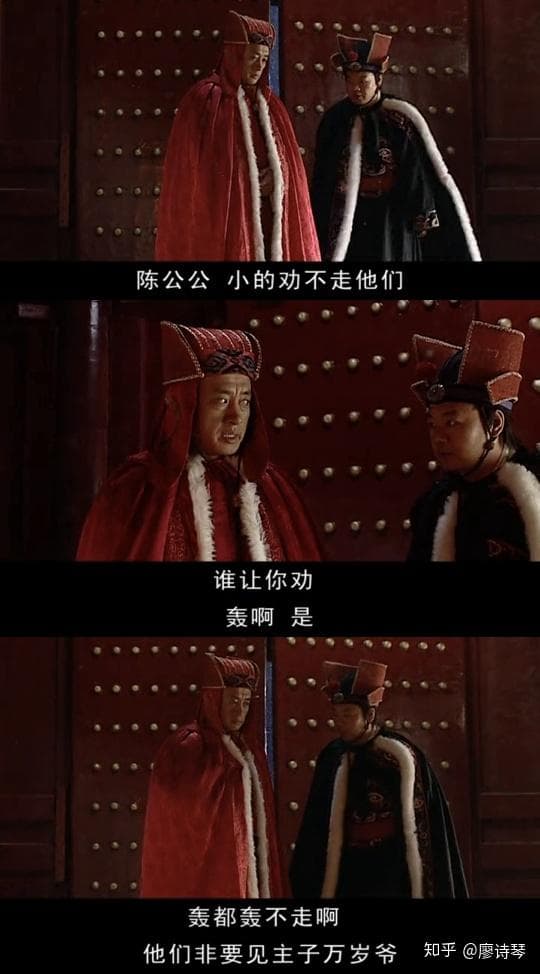 陈公公 小的劝不走他们
谁让你劝
轰啊 是
轰都轰不走啊
他们非要见主子万岁爷
知乎 @廖诗琴